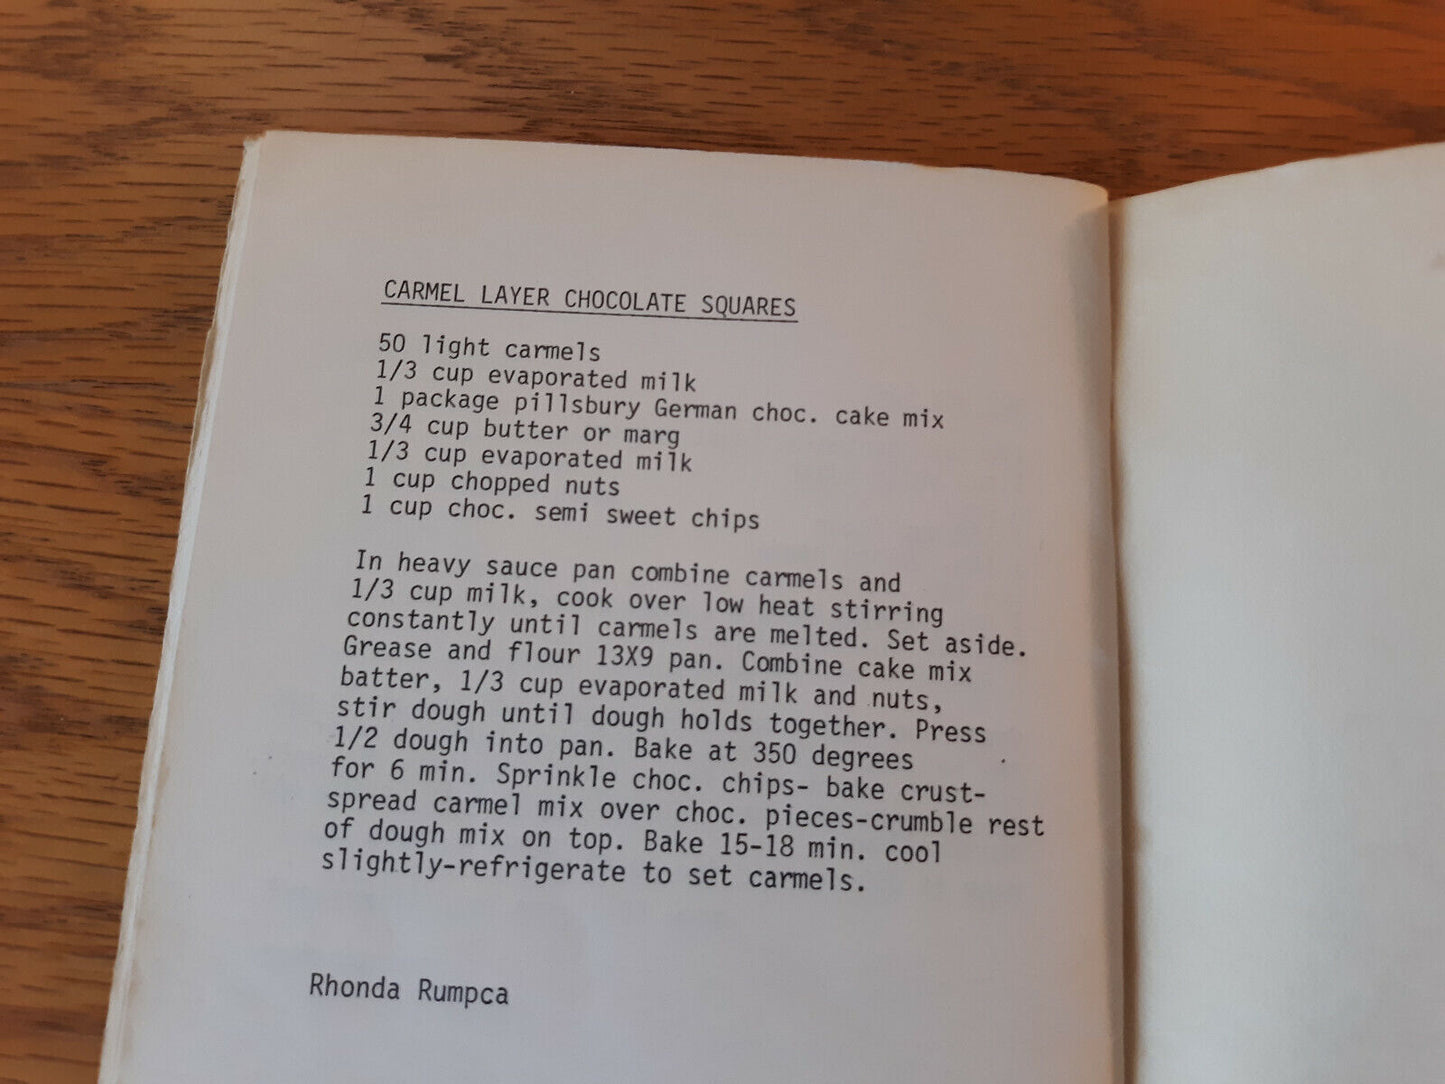 CARMEL LAYER CHOCOLATE SQUARES
50 light carmels
1/3 cup evaporated milk
1 package pillsbury German choc. cake mix
3/4 cup butter or marg
1/3 cup evaporated milk
1 cup chopped nuts
1 cup choc. semi sweet chips
In heavy sauce pan combine carmels and
1/3 cup milk, cook over low heat stirring
constantly until carmels are melted. Set aside.
Grease and flour 13X9 pan. Combine cake mix
batter, 1/3 cup evaporated milk and nuts,
stir dough until dough holds together. Press
1/2 dough into pan. Bake at 350 degrees
for 6 min. Sprinkle choc. chips- bake crust-
spread carmel mix over choc. pieces-crumble rest
of dough mix on top. Bake 15-18 min. cool
slightly-refrigerate to set carmels.
Rhonda Rumpca